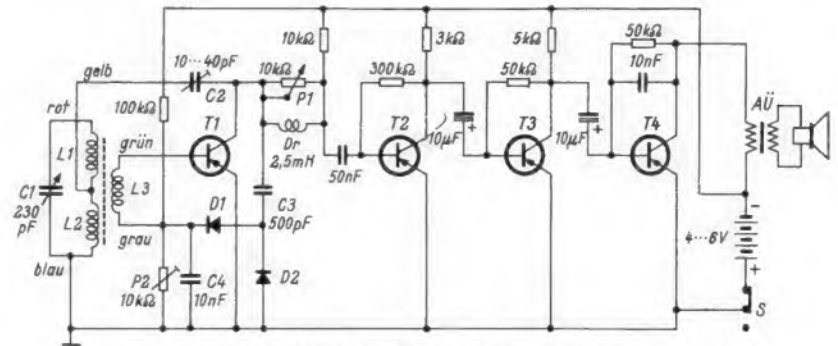 10kΩ
3kΩ
5kΩ
50kΩ
10···40pF
10nF
gelb
C2
10kΩ
P1
300kΩ
50kΩ
AÜ
rot
100kΩ
T1
Dr
2,5mH
T2
10µF
+
T3
10µF
+
T4
grün
L1
L3
50nF
C1
230
pF
L2
D1
C3
500pF
4···6V
−
+
grau
blau
P2
10kΩ
C4
10nF
D2
S